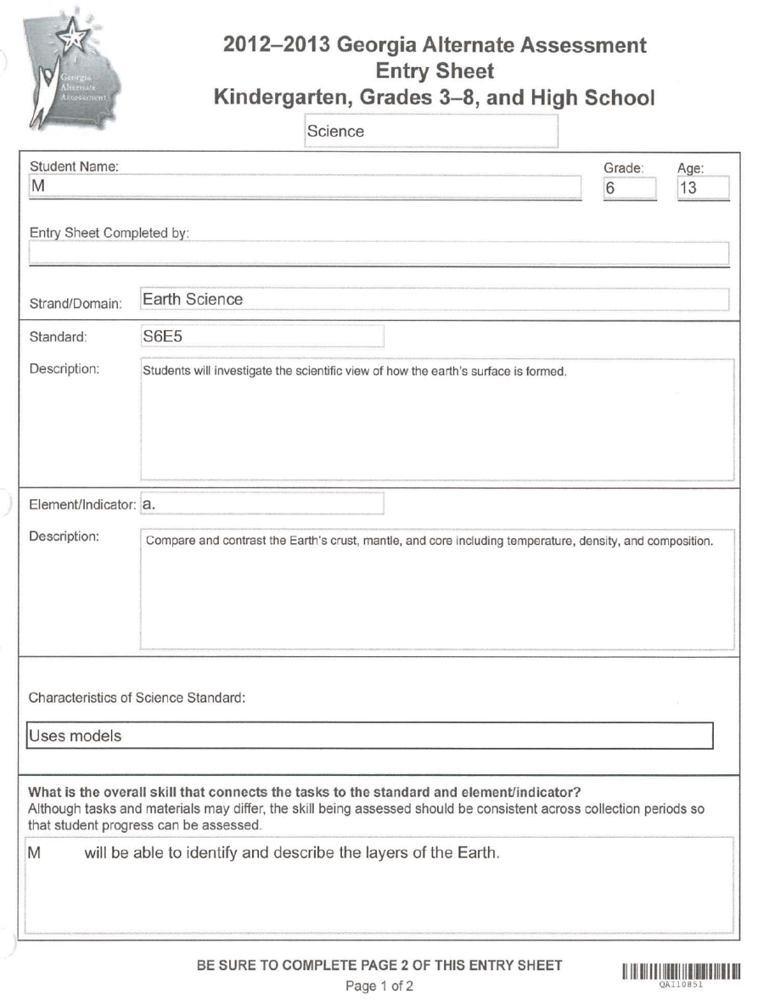 Georgia
Alternate
Assessment
2012–2013 Georgia Alternate Assessment
Entry Sheet
Kindergarten, Grades 3–8, and High School
Science
Student Name:
Grade:
Age:
M
6
13
Entry Sheet Completed by:
Strand/Domain: Earth Science
Standard: S6E5
Description: Students will investigate the scientific view of how the earth's surface is formed.
Element/Indicator: a.
Description: Compare and contrast the Earth's crust, mantle, and core including temperature, density, and composition.
Characteristics of Science Standard:
Uses models
What is the overall skill that connects the tasks to the standard and element/indicator?
Although tasks and materials may differ, the skill being assessed should be consistent across collection periods so
that student progress can be assessed.
M will be able to identify and describe the layers of the Earth.
BE SURE TO COMPLETE PAGE 2 OF THIS ENTRY SHEET
Page 1 of 2
QAI10851